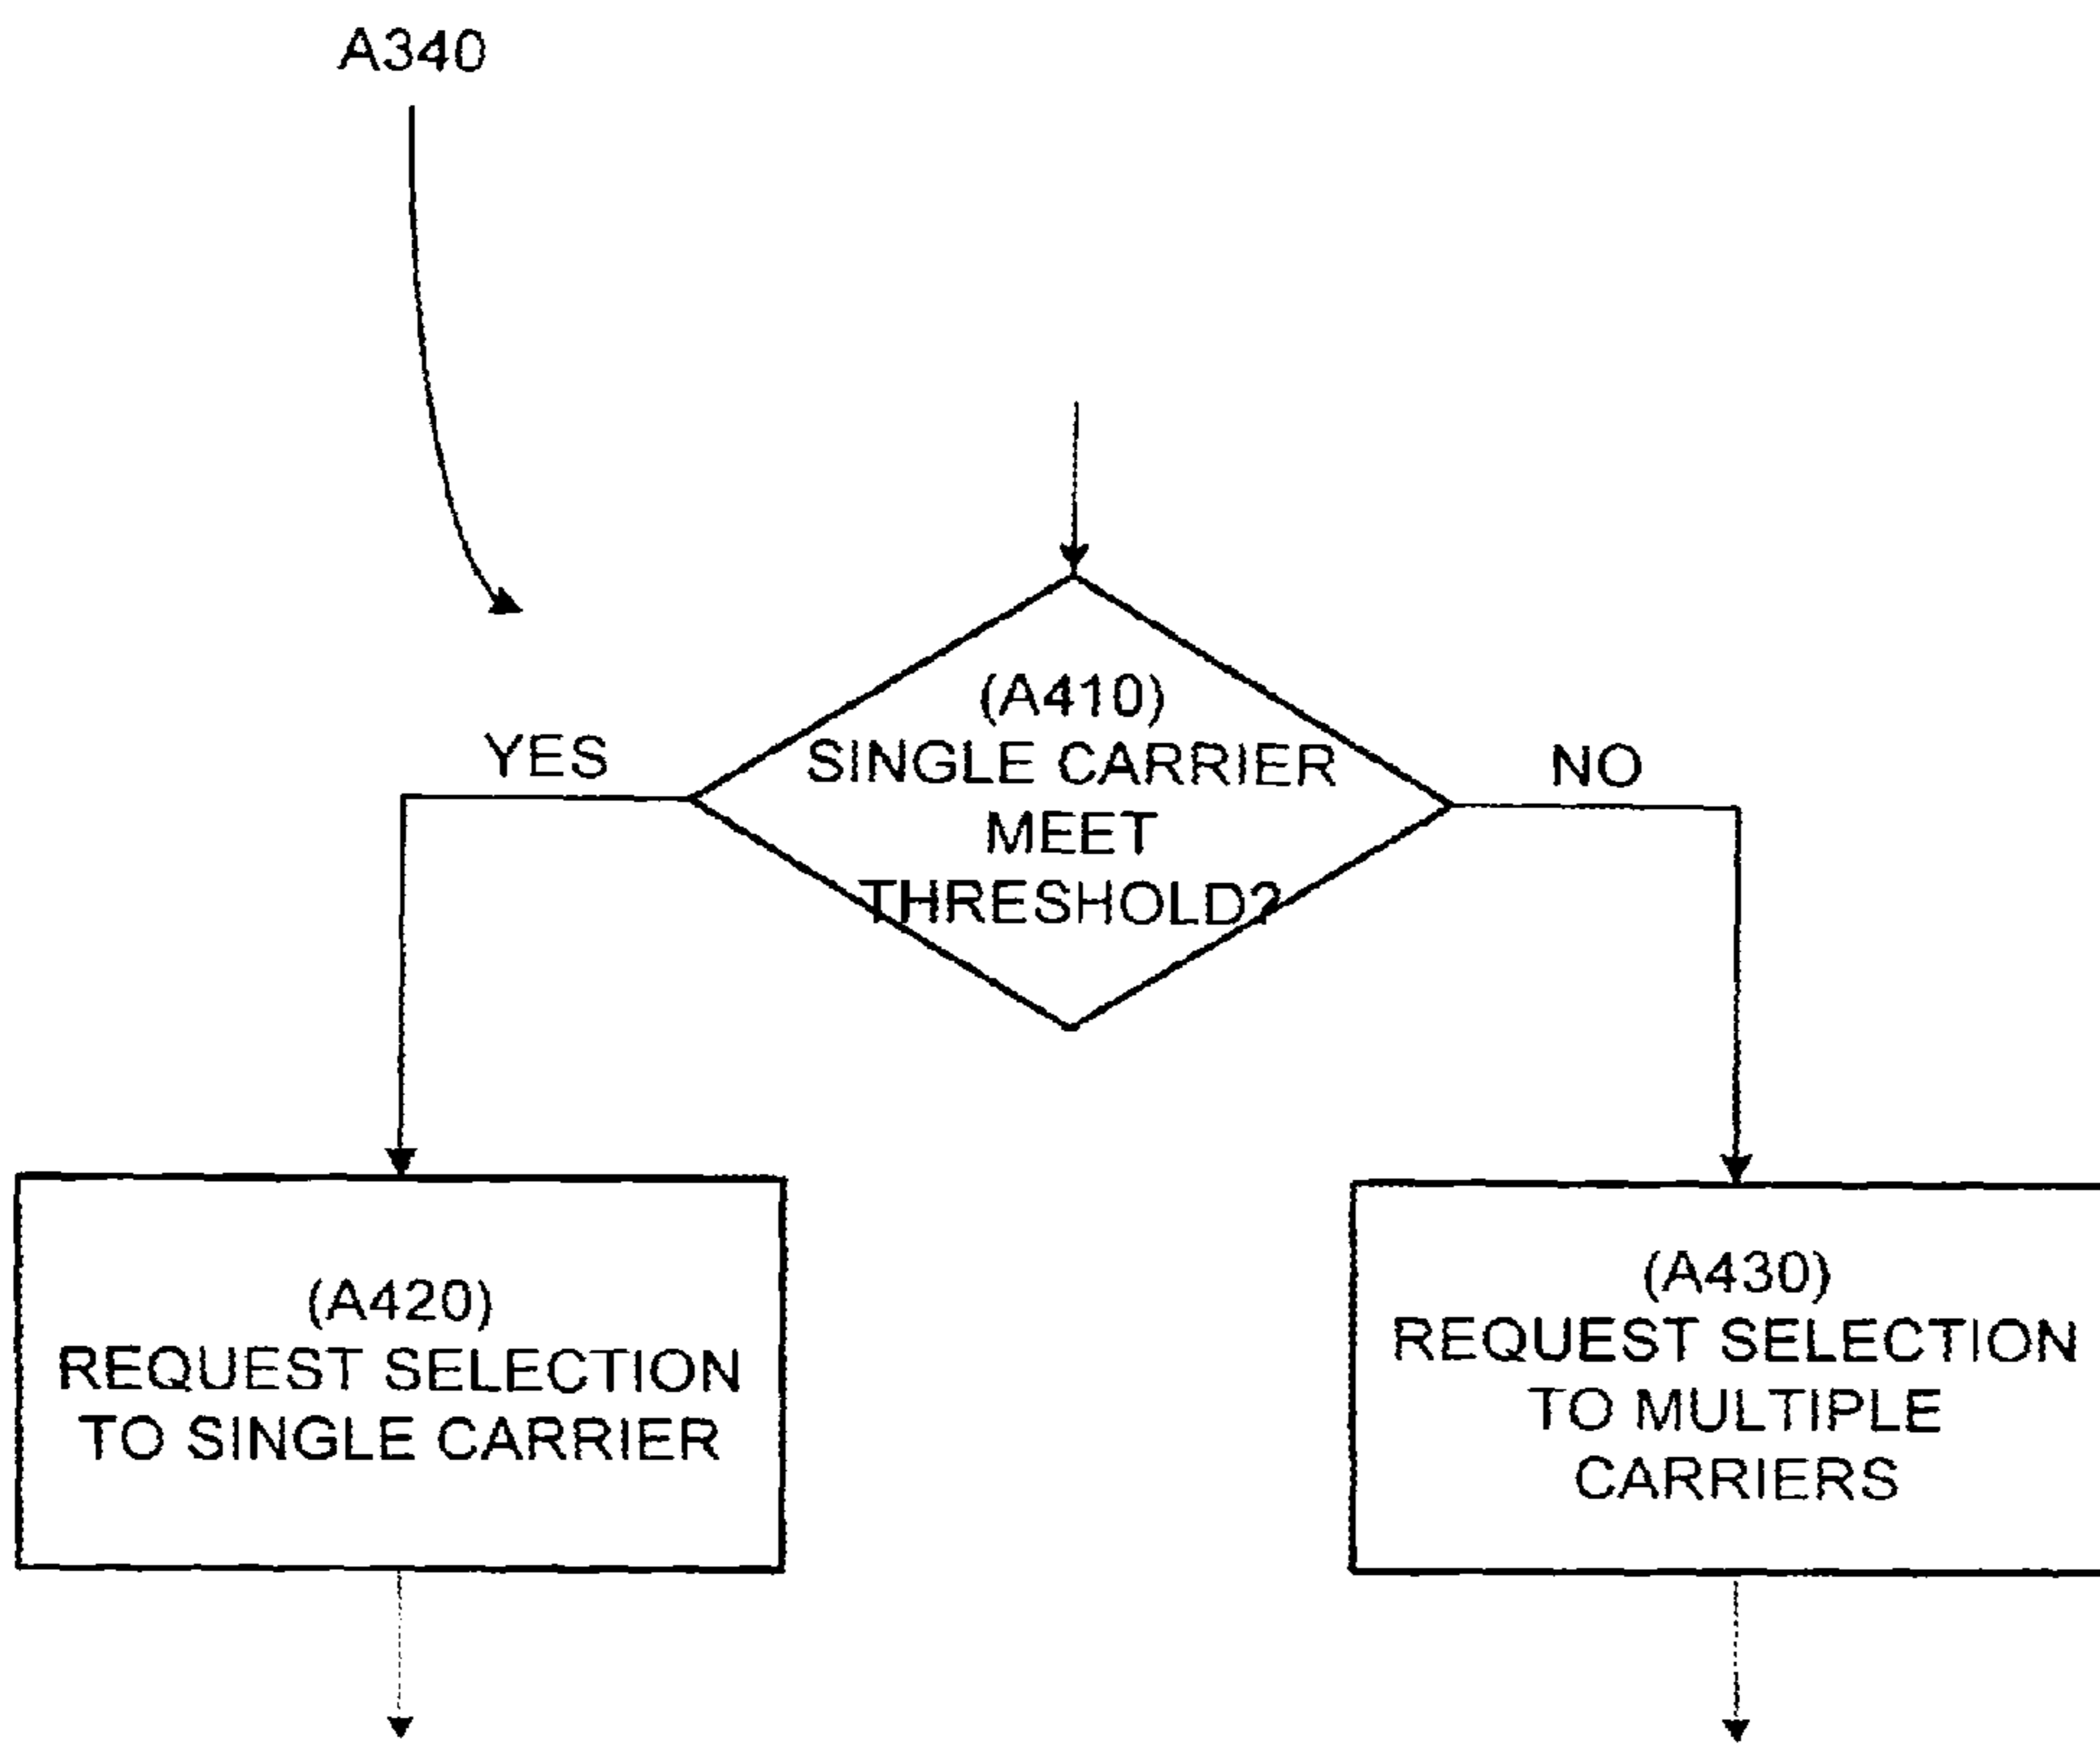 A340
(A410)
SINGLE CARRIER
MEET
THRESHOLD?
YES
NO
(A420)
REQUEST SELECTION
TO SINGLE CARRIER
(A430)
REQUEST SELECTION
TO MULTIPLE
CARRIERS